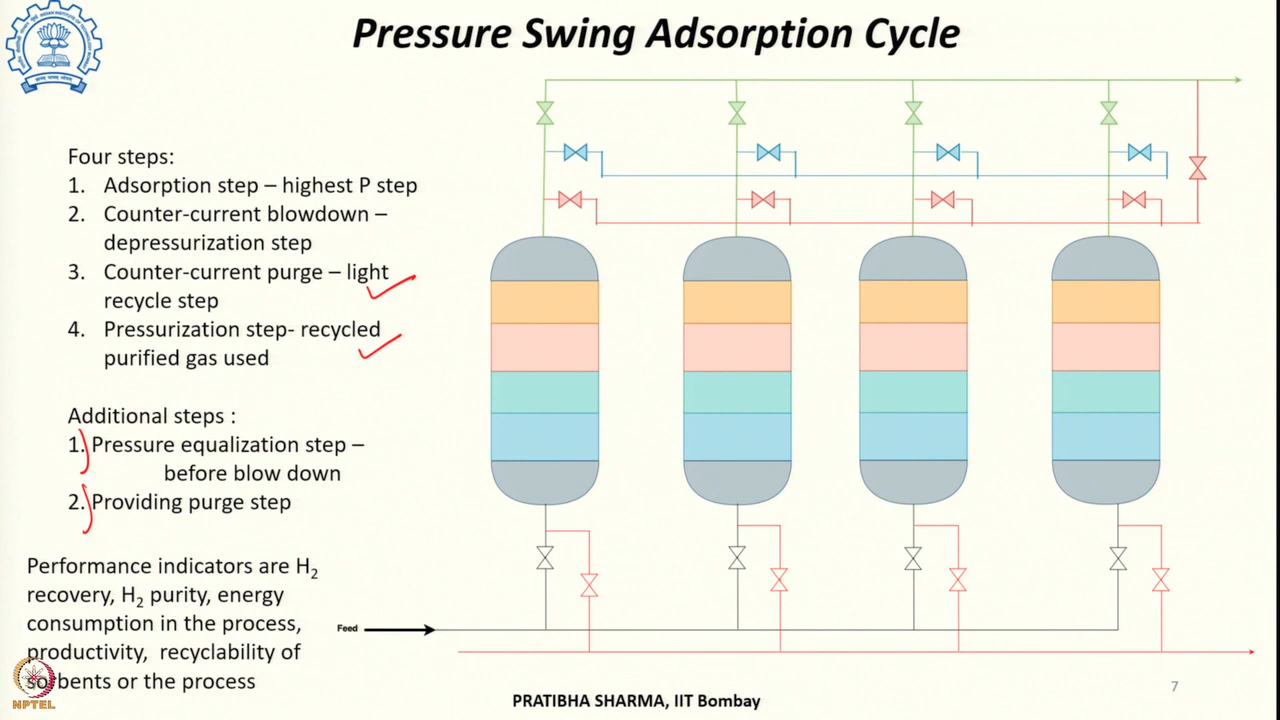 Pressure Swing Adsorption Cycle
Four steps:
1. Adsorption step – highest P step
2. Counter-current blowdown –
depressurization step
3. Counter-current purge – light
recycle step
4. Pressurization step- recycled
purified gas used
Additional steps :
1. Pressure equalization step –
before blow down
2. Providing purge step
Performance indicators are H₂
recovery, H₂ purity, energy
consumption in the process,
productivity, recyclability of
sorbents or the process
Feed
NPTEL
PRATIBHA SHARMA, IIT Bombay
7